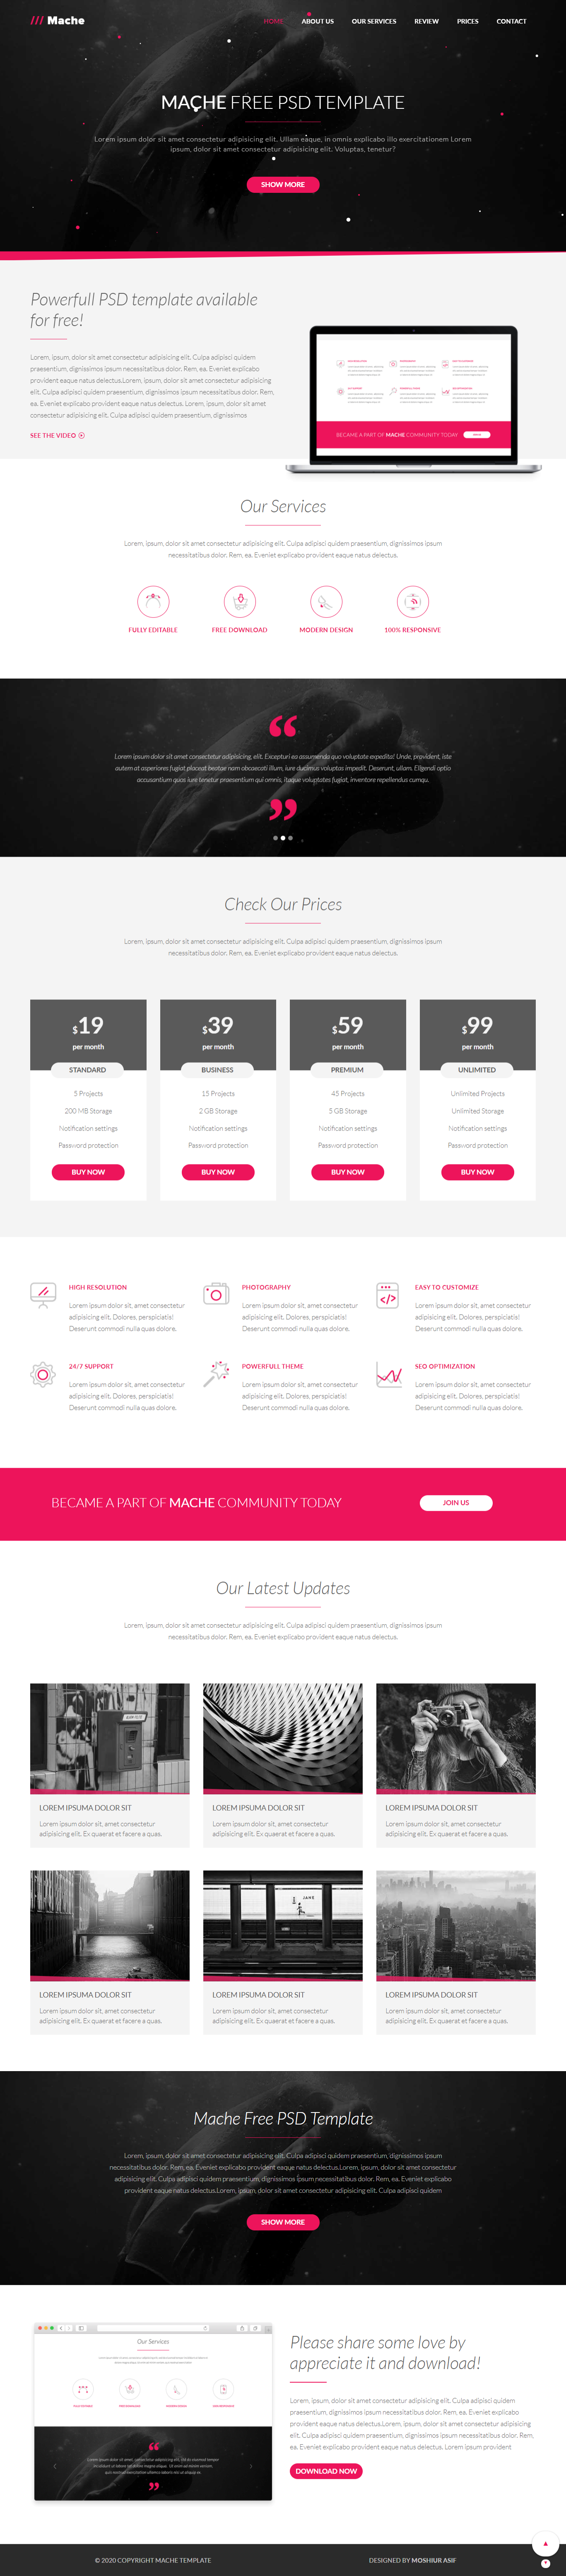 /// Mache
HOME ABOUT US OUR SERVICES REVIEW PRICES CONTACT
MACHE FREE PSD TEMPLATE
Lorem ipsum dolor sit amet consectetur adipisicing elit. Ullam eaque, in omnis explicabo illo exercitationem Lorem
ipsum, dolor sit amet consectetur adipisicing elit. Voluptas, tenetur?
SHOW MORE
Powerfull PSD template available
for free!
Lorem, ipsum, dolor sit amet consectetur adipisicing elit. Culpa adipisci quidem
praesentium, dignissimos ipsum necessitatibus dolor. Rem, ea. Eveniet explicabo
provident eaque natus delectus.Lorem, ipsum, dolor sit amet consectetur
adipisicing elit. Culpa adipisci quidem praesentium, dignissimos ipsum necessitatibus dolor. Rem,
ea. Eveniet explicabo provident eaque natus delectus. Lorem, ipsum, dolor sit amet
consectetur adipisicing elit. Culpa adipisci quidem praesentium, dignissimos
SEE THE VIDEO
BECAME A PART OF MACHE COMMUNITY TODAY
Our Services
Lorem, ipsum, dolor sit amet consectetur adipisicing elit. Culpa adipisci quidem praesentium, dignissimos ipsum
necessitatibus dolor. Rem, ea. Eveniet explicabo provident eaque natus delectus.
FULLY EDITABLE
FREE DOWNLOAD
MODERN DESIGN
100% RESPONSIVE
“
Lorem ipsum dolor sit amet consectetur adipisicing, elit. Excepturi ea assumenda quo voluptate expedita! Unde, provident, iste
autem at asperiores fugiat placeat beatae nam obcaecati illum, iure ducimus voluptas impedit. Deserunt, ullam. Eligendi optio
accusantium quos iure tenetur praesentium qui omnis, itaque voluptates fugiat, inventore repellendus cumqu.
”
Check Our Prices
Lorem, ipsum, dolor sit amet consectetur adipisicing elit. Culpa adipisci quidem praesentium, dignissimos ipsum
necessitatibus dolor. Rem, ea. Eveniet explicabo provident eaque natus delectus.
$19
per month
STANDARD
5 Projects
200 MB Storage
Notification settings
Password protection
BUY NOW
$39
per month
BUSINESS
15 Projects
2 GB Storage
Notification settings
Password protection
BUY NOW
$59
per month
PREMIUM
45 Projects
5 GB Storage
Notification settings
Password protection
BUY NOW
$99
per month
UNLIMITED
Unlimited Projects
Unlimited Storage
Notification settings
Password protection
BUY NOW
HIGH RESOLUTION
Lorem ipsum dolor sit, amet consectetur
adipisicing elit. Dolores, perspiciatis!
Deserunt commodi nulla quas dolore.
PHOTOGRAPHY
Lorem ipsum dolor sit, amet consectetur
adipisicing elit. Dolores, perspiciatis!
Deserunt commodi nulla quas dolore.
EASY TO CUSTOMIZE
Lorem ipsum dolor sit, amet consectetur
adipisicing elit. Dolores, perspiciatis!
Deserunt commodi nulla quas dolore.
24/7 SUPPORT
Lorem ipsum dolor sit, amet consectetur
adipisicing elit. Dolores, perspiciatis!
Deserunt commodi nulla quas dolore.
POWERFULL THEME
Lorem ipsum dolor sit, amet consectetur
adipisicing elit. Dolores, perspiciatis!
Deserunt commodi nulla quas dolore.
SEO OPTIMIZATION
Lorem ipsum dolor sit, amet consectetur
adipisicing elit. Dolores, perspiciatis!
Deserunt commodi nulla quas dolore.
BECAME A PART OF MACHE COMMUNITY TODAY
JOIN US
Our Latest Updates
Lorem, ipsum, dolor sit amet consectetur adipisicing elit. Culpa adipisci quidem praesentium, dignissimos ipsum
necessitatibus dolor. Rem, ea. Eveniet explicabo provident eaque natus delectus.
LOREM IPSUMA DOLOR SIT
Lorem ipsum dolor sit, amet consectetur
adipisicing elit. Ex quaerat et facere a quas.
LOREM IPSUMA DOLOR SIT
Lorem ipsum dolor sit, amet consectetur
adipisicing elit. Ex quaerat et facere a quas.
LOREM IPSUMA DOLOR SIT
Lorem ipsum dolor sit, amet consectetur
adipisicing elit. Ex quaerat et facere a quas.
JANE
LOREM IPSUMA DOLOR SIT
Lorem ipsum dolor sit, amet consectetur
adipisicing elit. Ex quaerat et facere a quas.
LOREM IPSUMA DOLOR SIT
Lorem ipsum dolor sit, amet consectetur
adipisicing elit. Ex quaerat et facere a quas.
LOREM IPSUMA DOLOR SIT
Lorem ipsum dolor sit, amet consectetur
adipisicing elit. Ex quaerat et facere a quas.
Mache Free PSD Template
Lorem, ipsum, dolor sit amet consectetur adipisicing elit. Culpa adipisci quidem praesentium, dignissimos ipsum
necessitatibus dolor. Rem, ea. Eveniet explicabo provident eaque natus delectus.Lorem, ipsum, dolor sit amet consectetur
adipisicing elit. Culpa adipisci quidem praesentium, dignissimos ipsum necessitatibus dolor. Rem, ea. Eveniet explicabo
provident eaque natus delectus.Lorem, ipsum, dolor sit amet consectetur adipisicing elit. Culpa adipisci quidem
SHOW MORE
Our Services
Please share some love by
appreciate it and download!
Lorem, ipsum, dolor sit amet consectetur adipisicing elit. Culpa adipisci quidem
praesentium, dignissimos ipsum necessitatibus dolor. Rem, ea. Eveniet explicabo
provident eaque natus delectus.Lorem, ipsum, dolor sit amet consectetur adipisicing
elit. Culpa adipisci quidem praesentium, dignissimos ipsum necessitatibus dolor. Rem,
ea. Eveniet explicabo provident eaque natus delectus. Lorem ipsum provident
DOWNLOAD NOW
© 2020 COPYRIGHT MACHE TEMPLATE
DESIGNED BY MOSHIUR ASIF